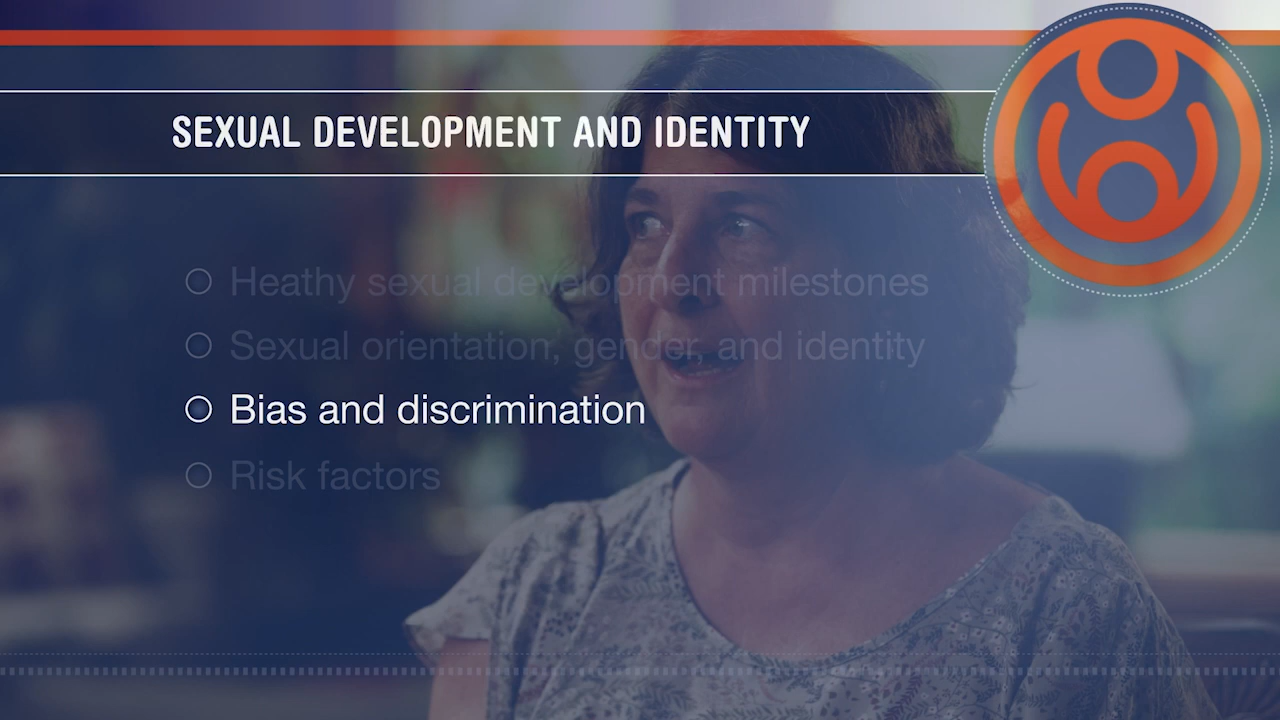 SEXUAL DEVELOPMENT AND IDENTITY
Heathy sexual development milestones
Sexual orientation, gender and identity
Bias and discrimination
Risk factors